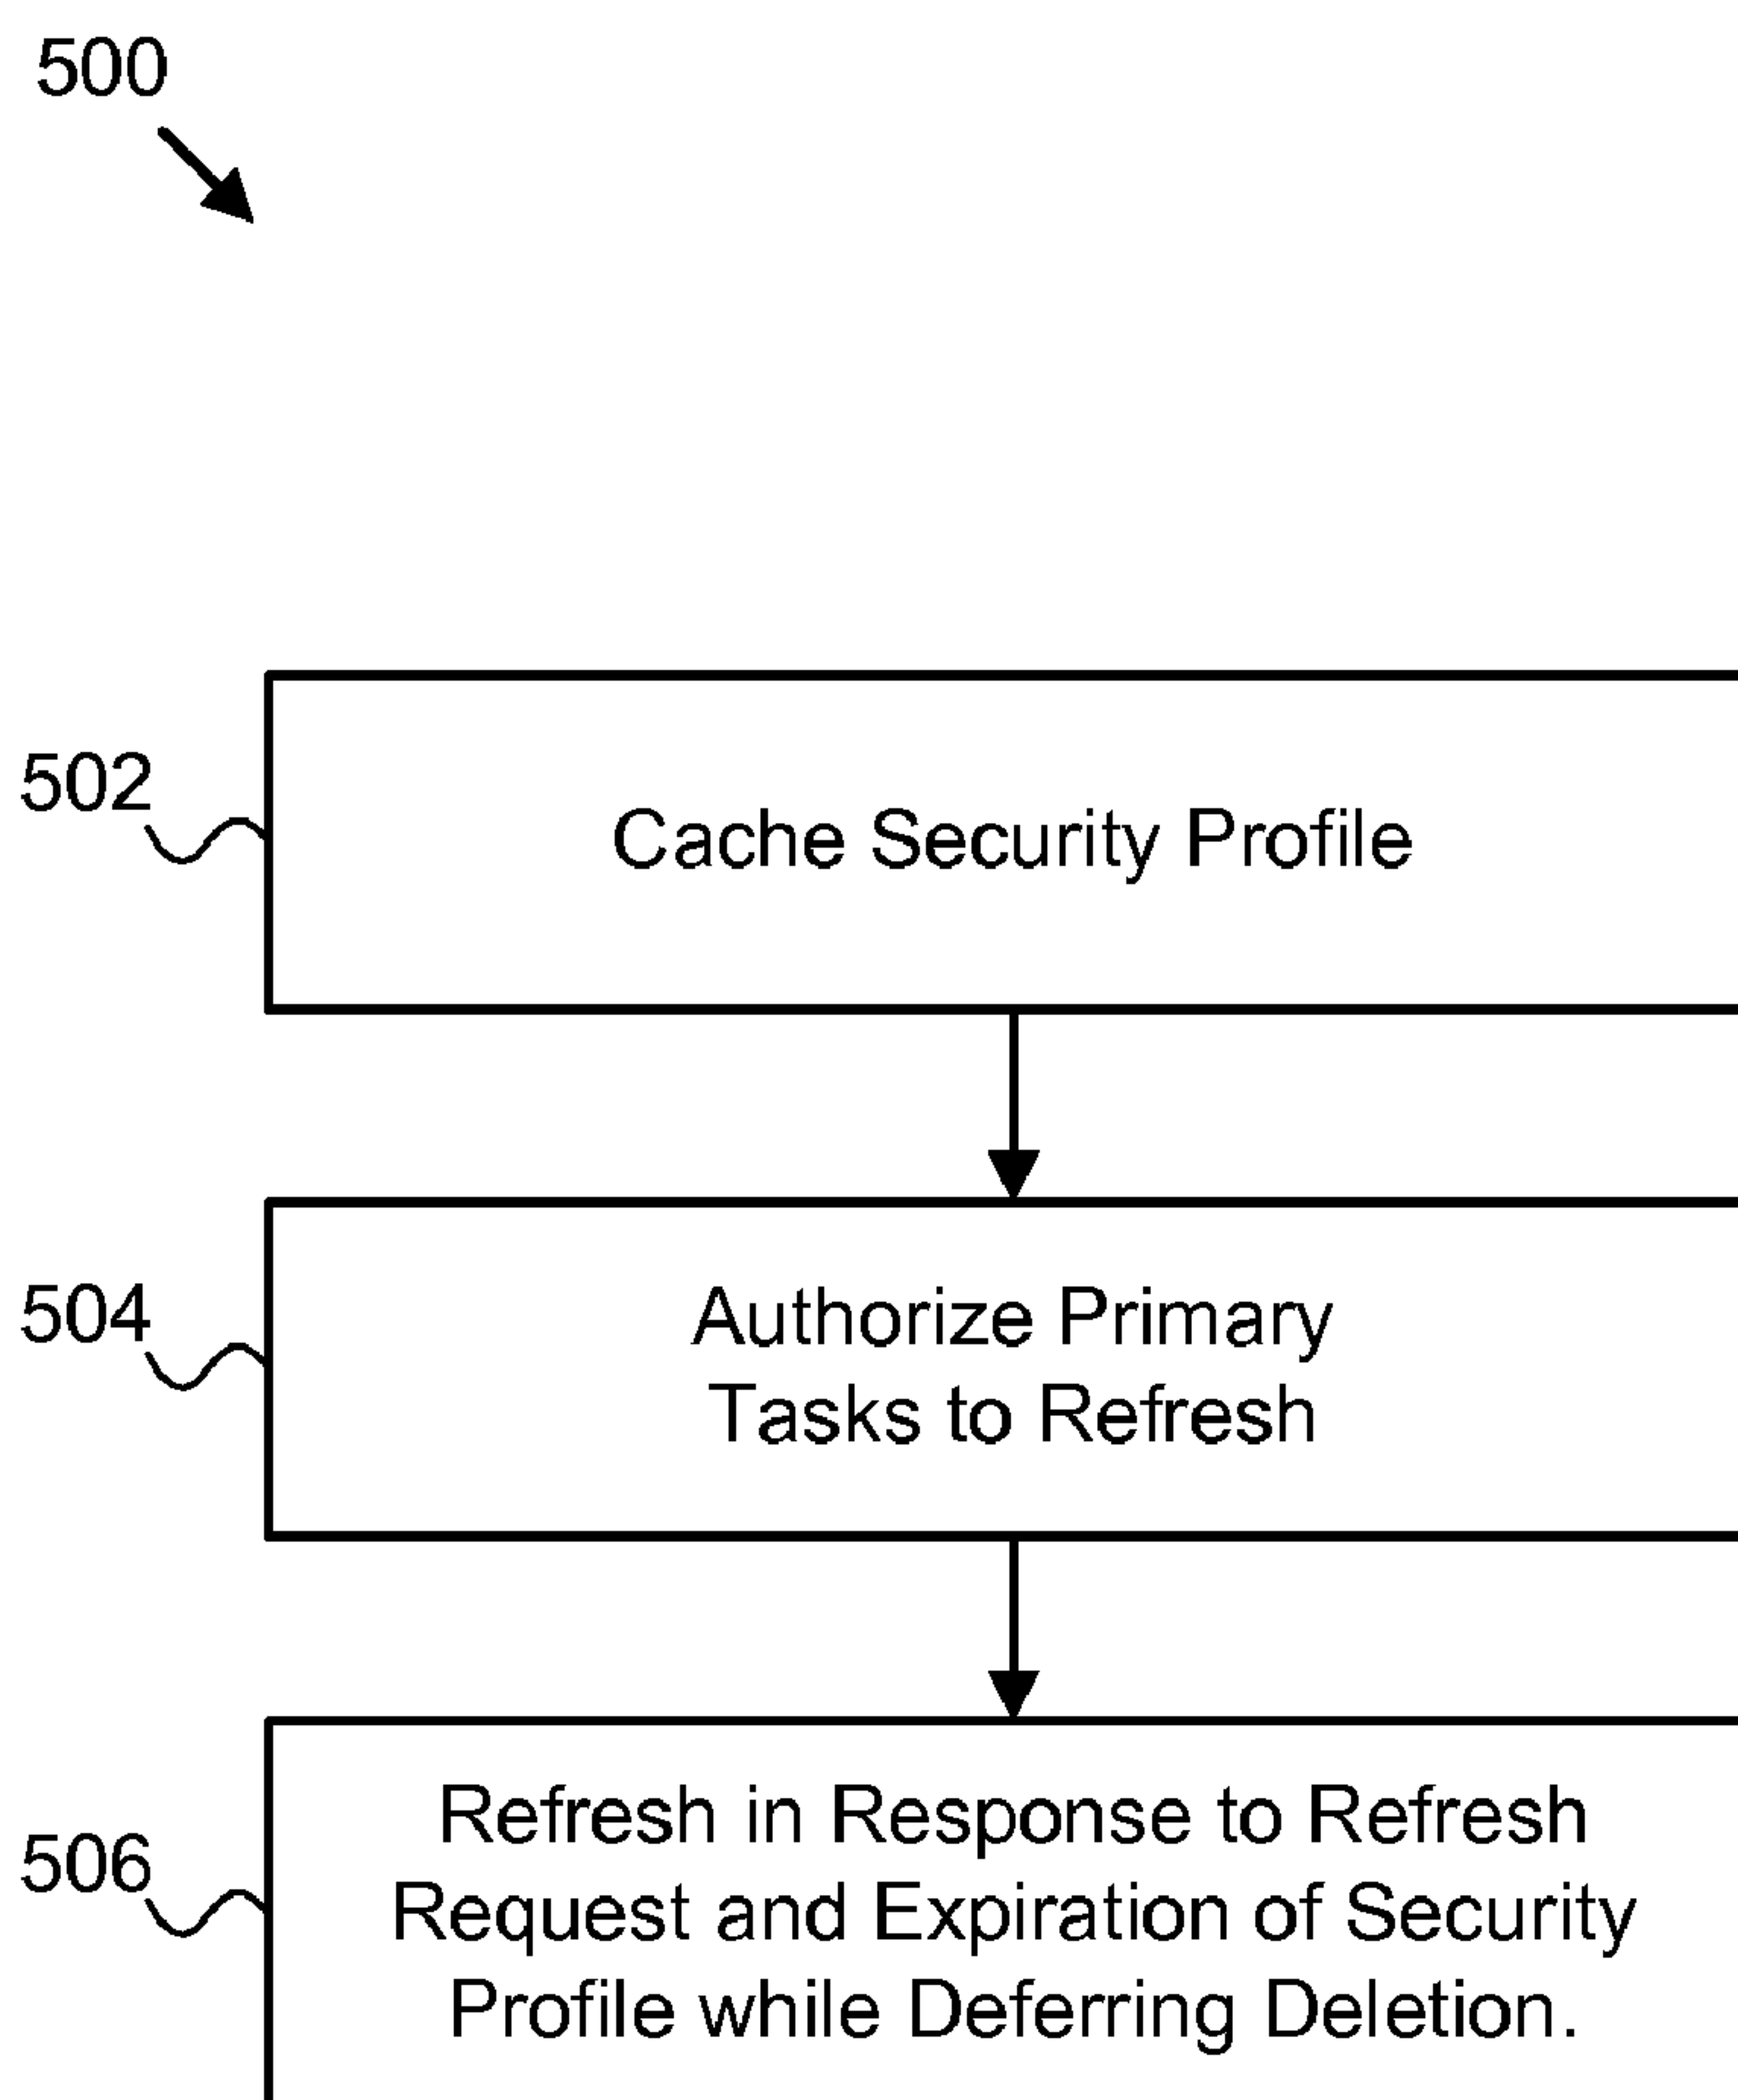 500
502
Cache Security Profile
504
Authorize Primary
Tasks to Refresh
506
Refresh in Response to Refresh
Request and Expiration of Security
Profile while Deferring Deletion.